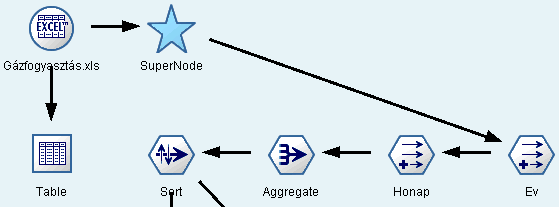 EXCEL
Gázfogyasztás.xls
SuperNode
Table
Sort
Aggregate
Honap
Ev